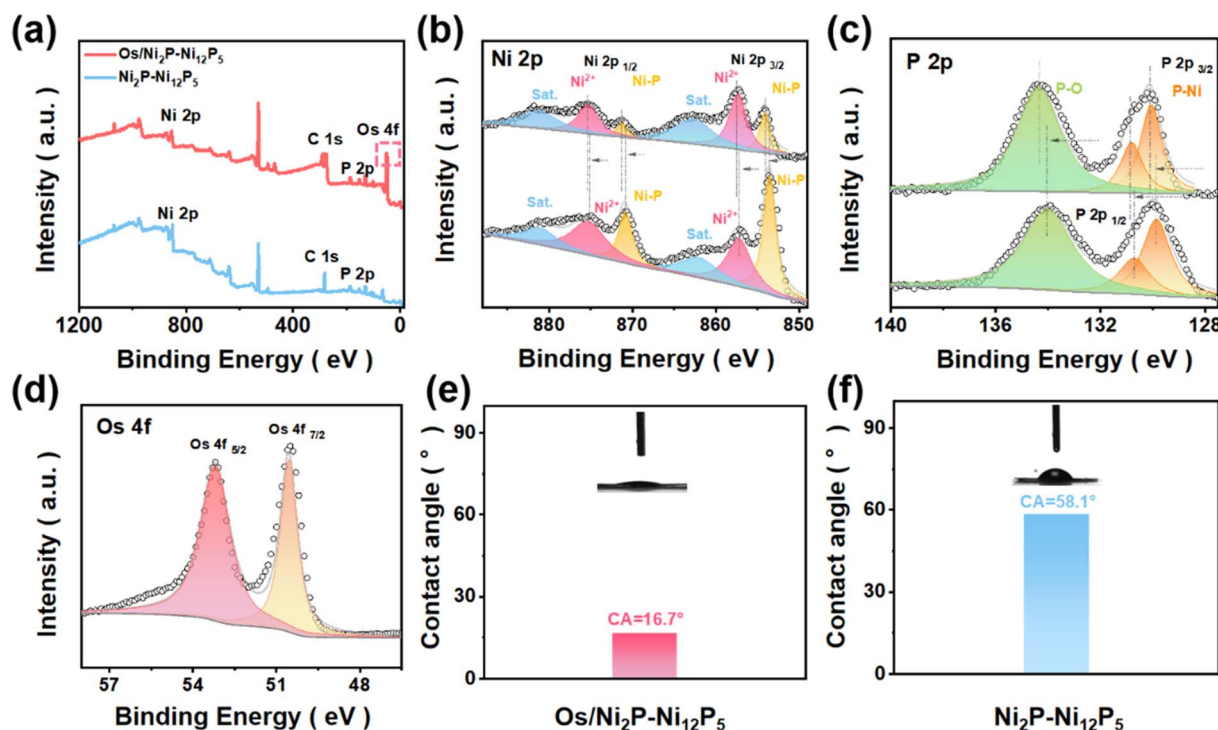 (a)
Os/Ni₂P-Ni₁₂P₅
Ni₂P-Ni₁₂P₅
Ni 2p
C 1s
Os 4f
P 2p
Ni 2p
C 1s
P 2p
Intensity ( a.u. )
1200 800 400 0
Binding Energy ( eV )
(b)
Ni 2p
Ni 2p 1/2
Ni 2p 3/2
Sat.
Ni²⁺
Ni-P
Sat.
Ni²⁺
Ni-P
Sat.
Ni²⁺
Ni-P
Sat.
Ni²⁺
Ni-P
Intensity ( a.u. )
880 870 860 850
Binding Energy ( eV )
(c)
P 2p
P 2p 3/2
P-O
P-Ni
P 2p 1/2
Intensity ( a.u. )
140 136 132 128
Binding Energy ( eV )
(d)
Os 4f
Os 4f 5/2
Os 4f 7/2
Intensity ( a.u. )
57 54 51 48
Binding Energy ( eV )
(e)
90
60
30
0
Contact angle ( ° )
CA=16.7°
Os/Ni₂P-Ni₁₂P₅
(f)
90
60
30
0
Contact angle ( ° )
CA=58.1°
Ni₂P-Ni₁₂P₅